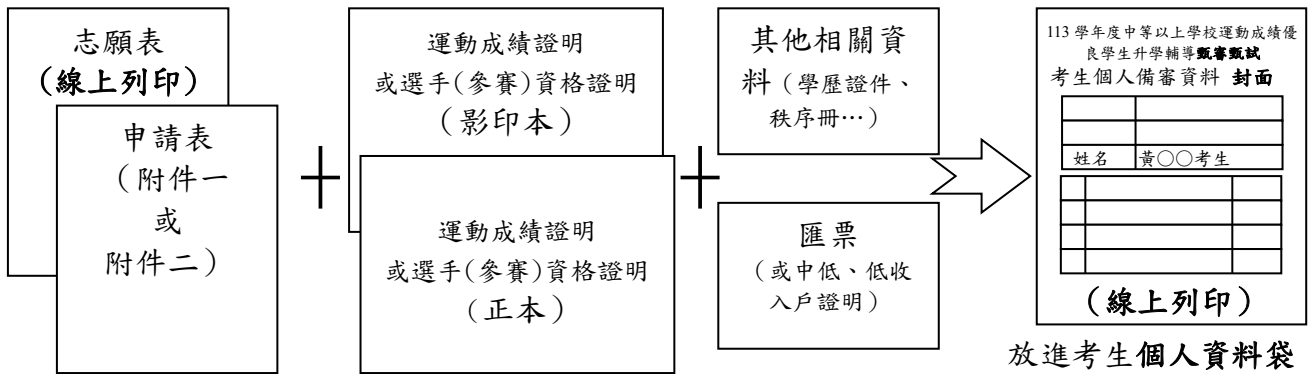 志願表
(線上列印)
申請表
（附件一
或
附件二）
＋
運動成績證明
或選手(參賽)資格證明
（影印本）
運動成績證明
或選手(參賽)資格證明
（正本）
＋
其他相關資
料（學歷證件、
秩序冊…）
匯票
（或中低、低收
入戶證明）
113 學年度中等以上學校運動成績優
良學生升學輔導甄審甄試
考生個人備審資料 封面
姓名 黃○○考生
(線上列印)
放進考生個人資料袋